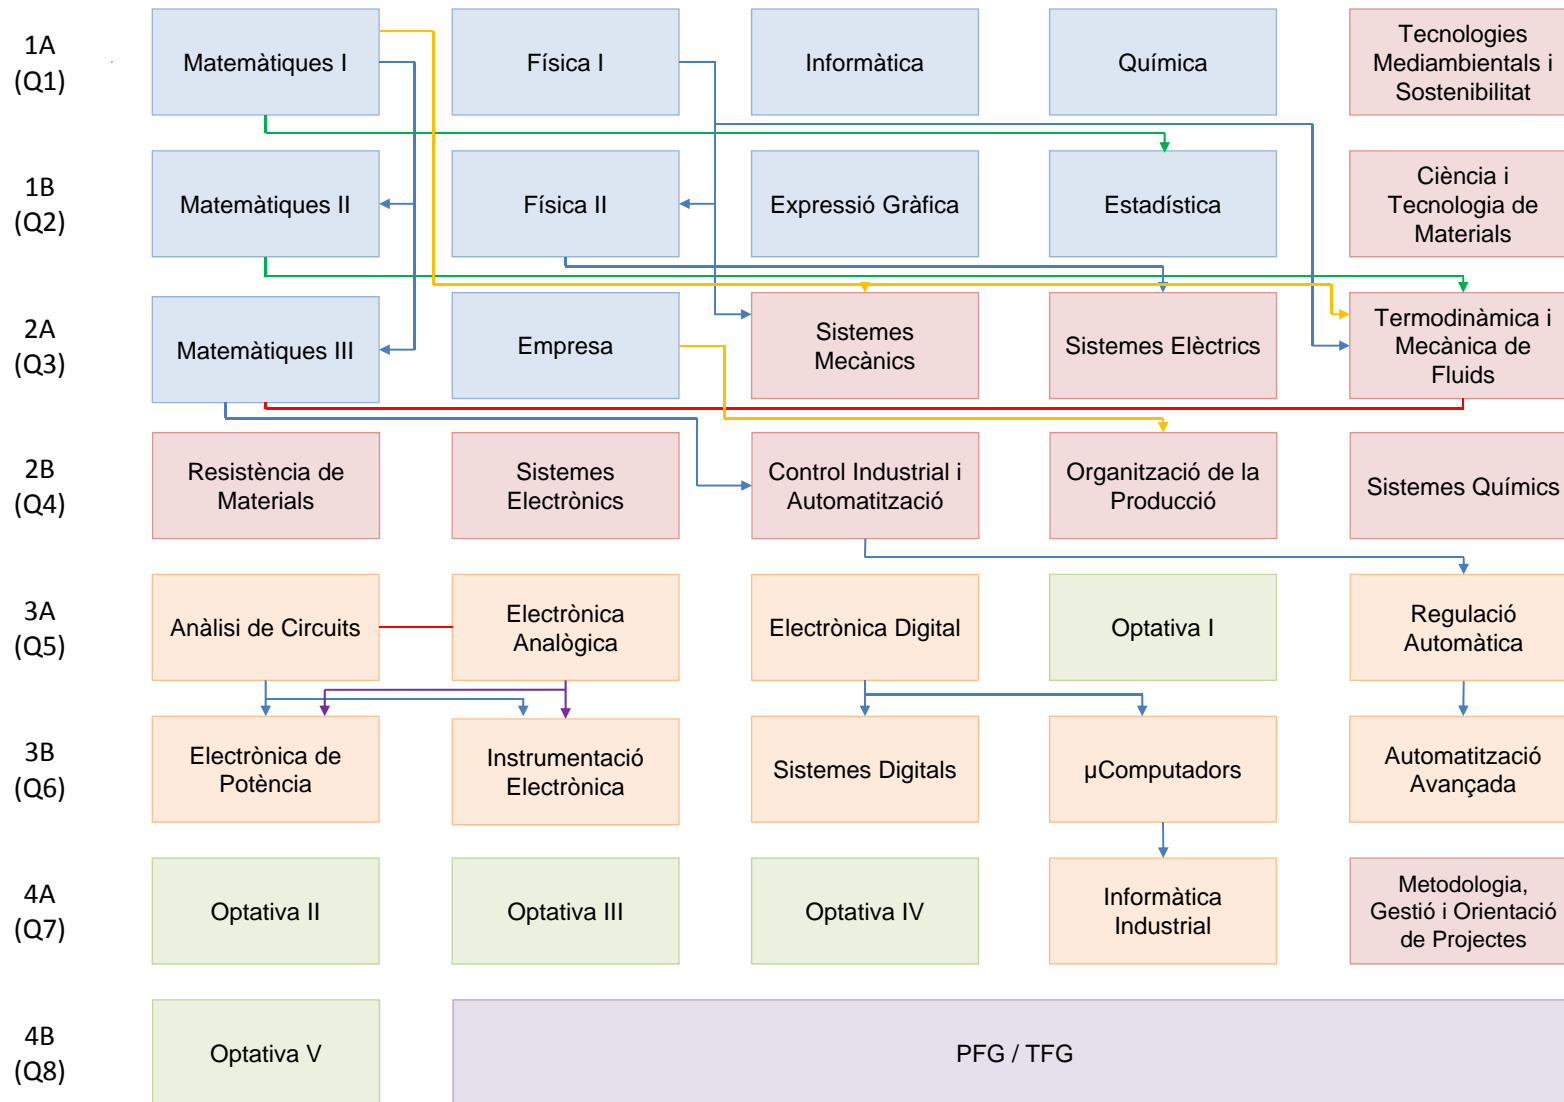 1A
(Q1)
Matemàtiques I
Física I
Informàtica
Química
Tecnologies
Mediambientals i
Sostenibilitat
1B
(Q2)
Matemàtiques II
Física II
Expressió Gràfica
Estadística
Ciència i
Tecnologia de
Materials
2A
(Q3)
Matemàtiques III
Empresa
Sistemes
Mecànics
Sistemes Elèctrics
Termodinàmica i
Mecànica de
Fluids
2B
(Q4)
Resistència de
Materials
Sistemes
Electrònics
Control Industrial i
Automatització
Organització de la
Producció
Sistemes Químics
3A
(Q5)
Anàlisi de Circuits
Electrònica
Analògica
Electrònica Digital
Optativa I
Regulació
Automàtica
3B
(Q6)
Electrònica de
Potència
Instrumentació
Electrònica
Sistemes Digitals
µComputadors
Automatització
Avançada
4A
(Q7)
Optativa II
Optativa III
Optativa IV
Informàtica
Industrial
Metodologia,
Gestió i Orientació
de Projectes
4B
(Q8)
Optativa V
PFG / TFG